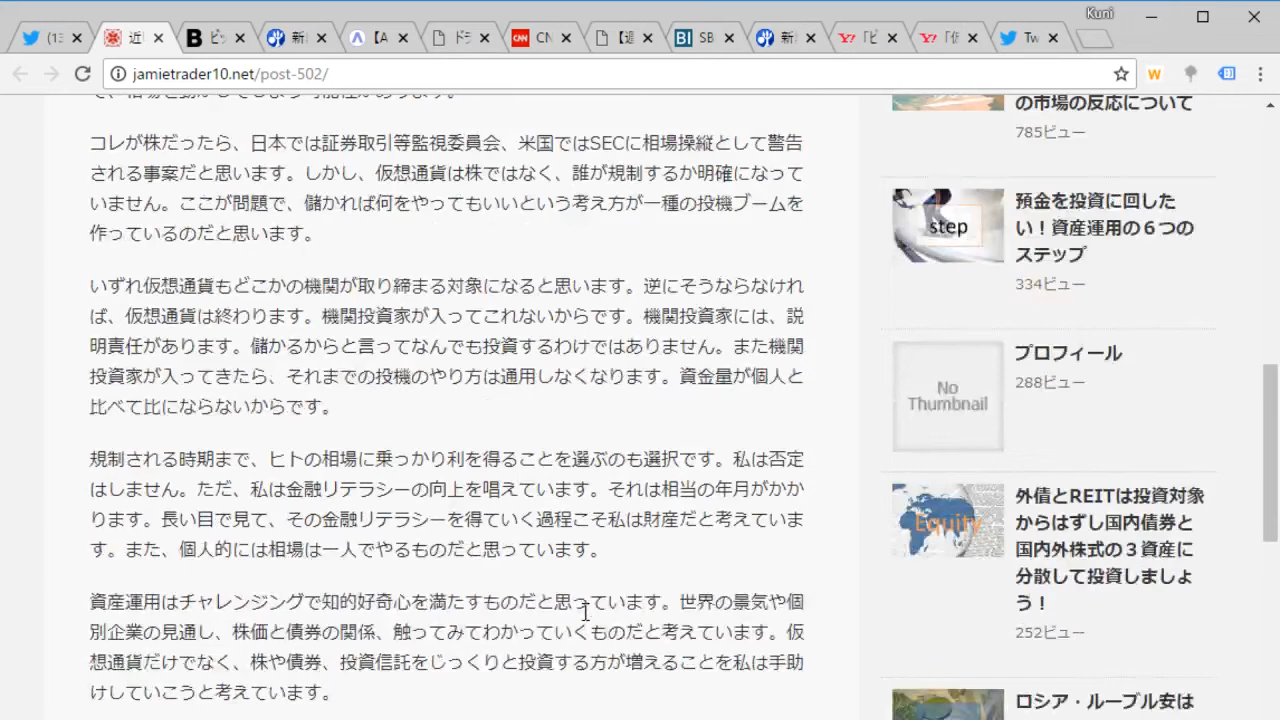 Kuni
(13
近
B
ビッ
新
【A
ドラ
CNN
CN
【追
BI
SB
新
Y!
「ビ
Y!
「仮
Tw
jamietrader10.net/post-502/
W
コレが株だったら、日本では証券取引等監視委員会、米国ではSECに相場操縦として警告
される事案だと思います。しかし、仮想通貨は株ではなく、誰が規制するか明確になって
いません。ここが問題で、儲かれば何をやってもいいという考え方が一種の投機ブームを
作っているのだと思います。
いずれ仮想通貨もどこかの機関が取り締まる対象になると思います。逆にそうならなけれ
ば、仮想通貨は終わります。機関投資家が入ってこれないからです。機関投資家には、説
明責任があります。儲かるからと言ってなんでも投資するわけではありません。また機関
投資家が入ってきたら、それまでの投機のやり方は通用しなくなります。資金量が個人と
比べて比にならないからです。
規制される時期まで、ヒトの相場に乗っかり利を得ることを選ぶのも選択です。私は否定
はしません。ただ、私は金融リテラシーの向上を唱えています。それは相当の年月がかか
ります。長い目で見て、その金融リテラシーを得ていく過程こそ私は財産だと考えていま
す。また、個人的には相場は一人でやるものだと思っています。
資産運用はチャレンジングで知的好奇心を満たすものだと思っています。世界の景気や個
別企業の見通し、株価と債券の関係、触ってみてわかっていくものだと考えています。仮
想通貨だけでなく、株や債券、投資信託をじっくりと投資する方が増えることを私は手助
けしていこうと考えています。
の市場の反応について
785ビュー
step
預金を投資に回した
い！資産運用の６つの
ステップ
334ビュー
No
Thumbnail
プロフィール
288ビュー
Equity
外債とREITは投資対象
からはずし国内債券と
国内外株式の３資産に
分散して投資しましょ
う！
252ビュー
ロシア・ルーブル安は